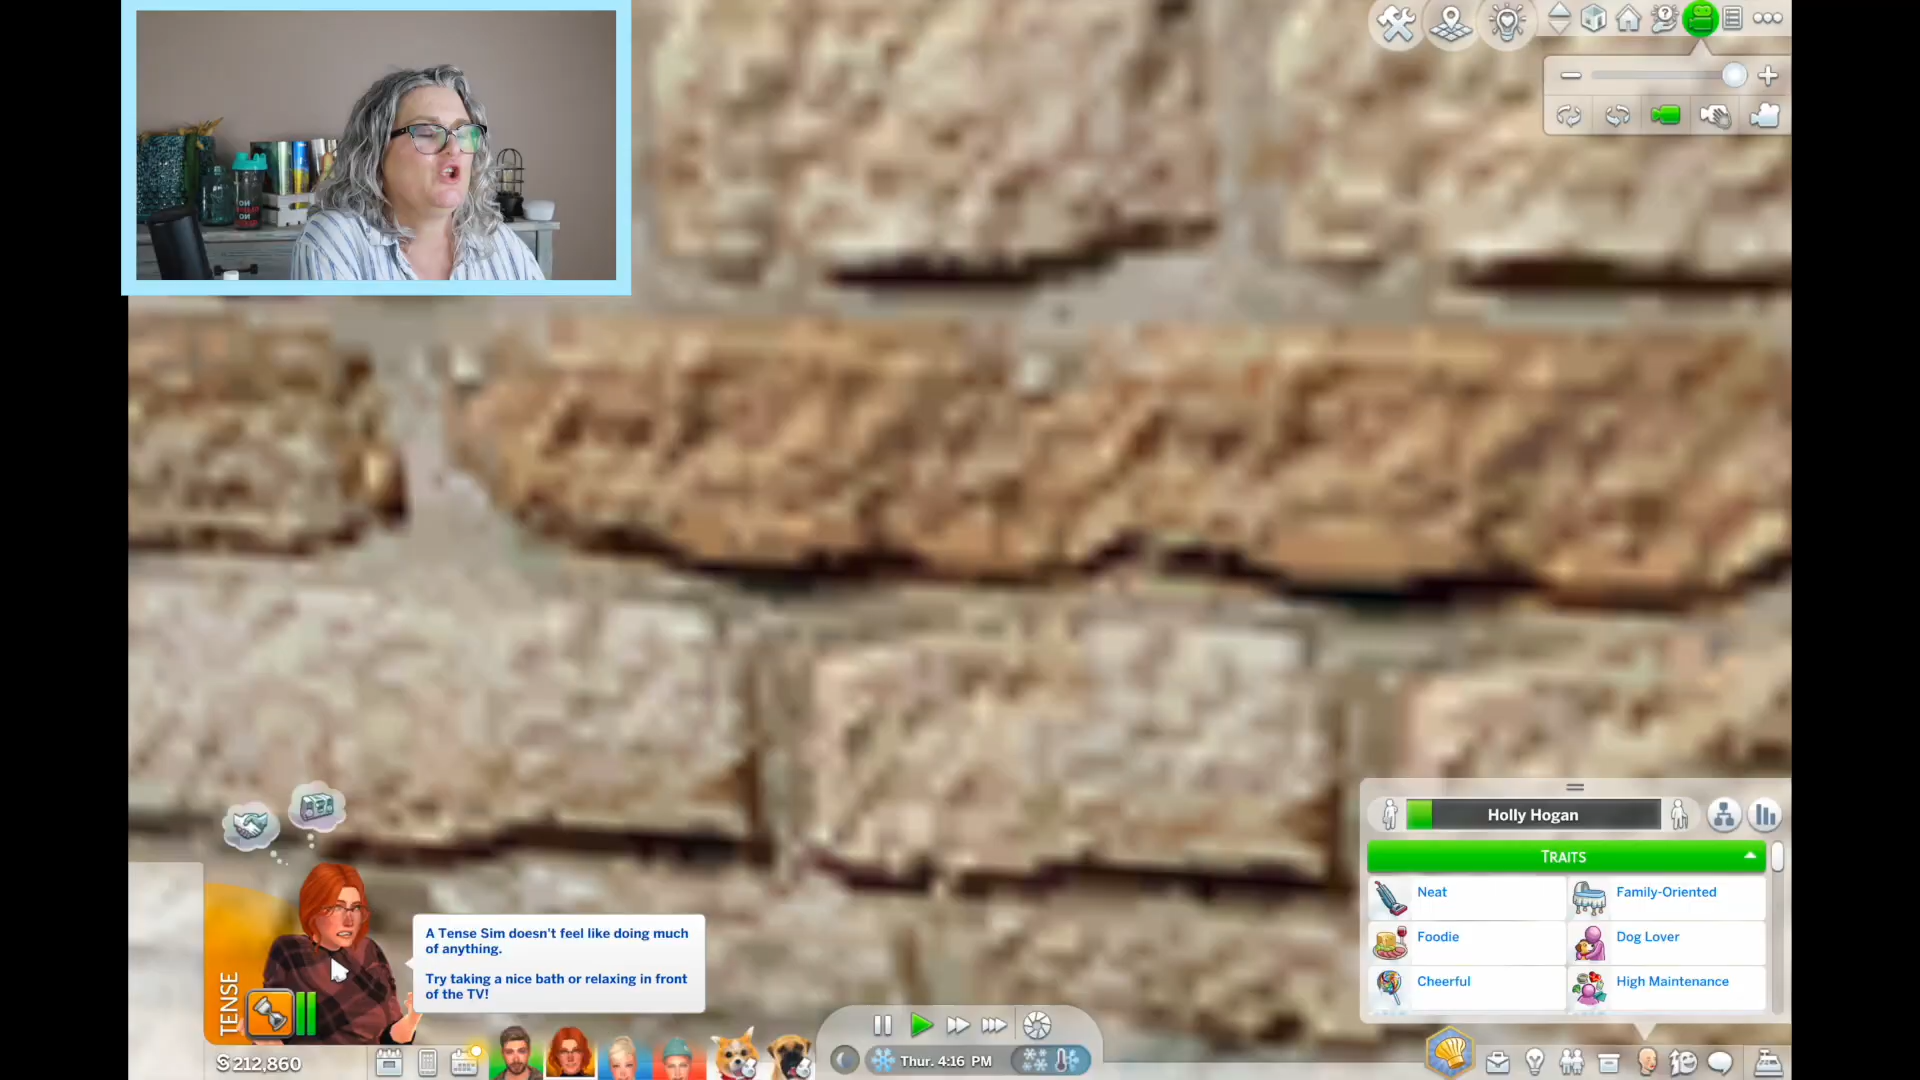 Holly Hogan
TRAITS
Neat
Family-Oriented
Foodie
Dog Lover
Cheerful
High Maintenance
A Tense Sim doesn't feel like doing much
of anything.
Try taking a nice bath or relaxing in front
of the TV!
TENSE
§212,860
Thur. 4:16 PM